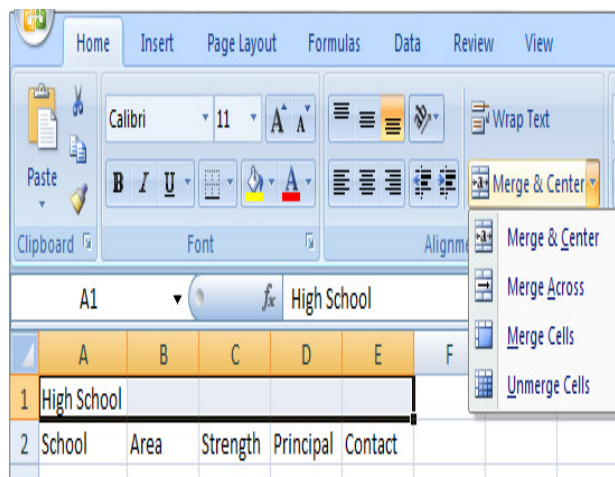 Home Insert Page Layout Formulas Data Review View
Calibri 11 A A Wrap Text
Paste B I U A Merge & Center
Clipboard Font Alignme
Merge & Center
Merge Across
Merge Cells
Unmerge Cells
A1 fx High School
A B C D E F
1 High School
2 School Area Strength Principal Contact